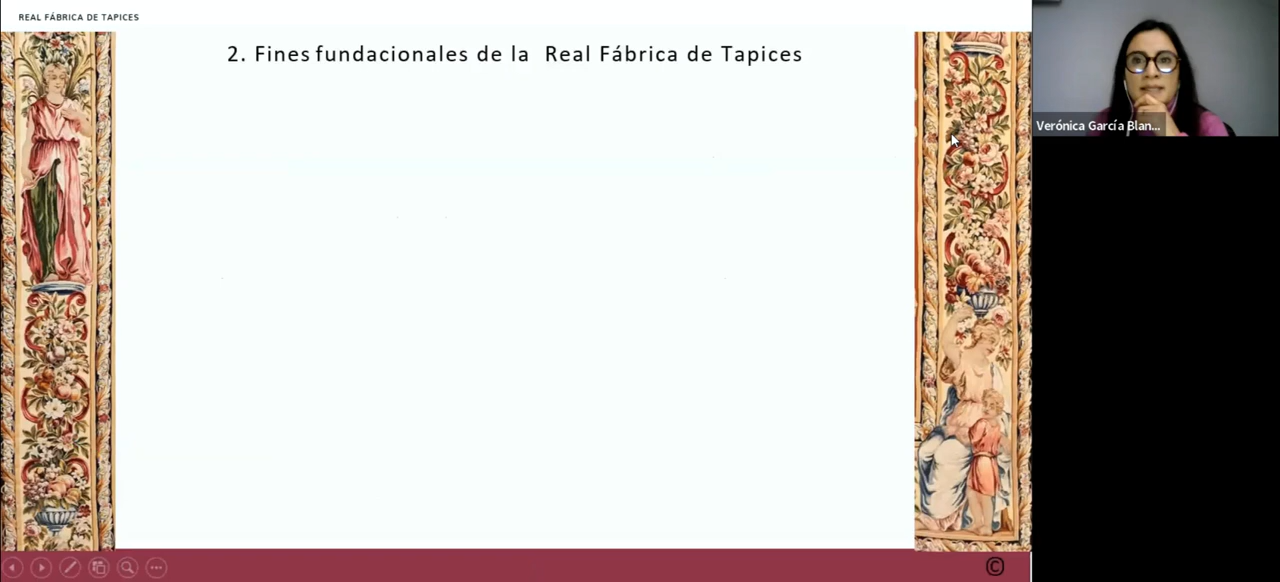 REAL FÁBRICA DE TAPICES
2. Fines fundacionales de la Real Fábrica de Tapices
Verónica García Blan...
©